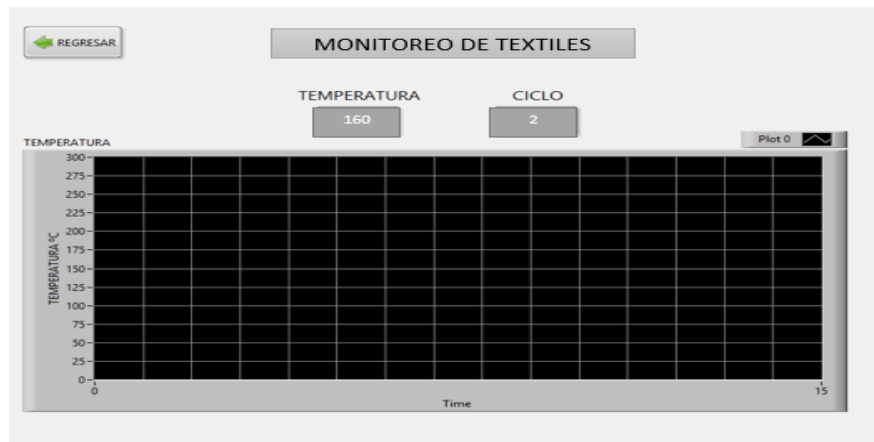 REGRESAR
MONITOREO DE TEXTILES
TEMPERATURA CICLO
160 2
TEMPERATURA
Plot 0
300
275
250
225
200
175
150
125
100
75
50
25
0
TEMPERATURA ºC
0 15
Time